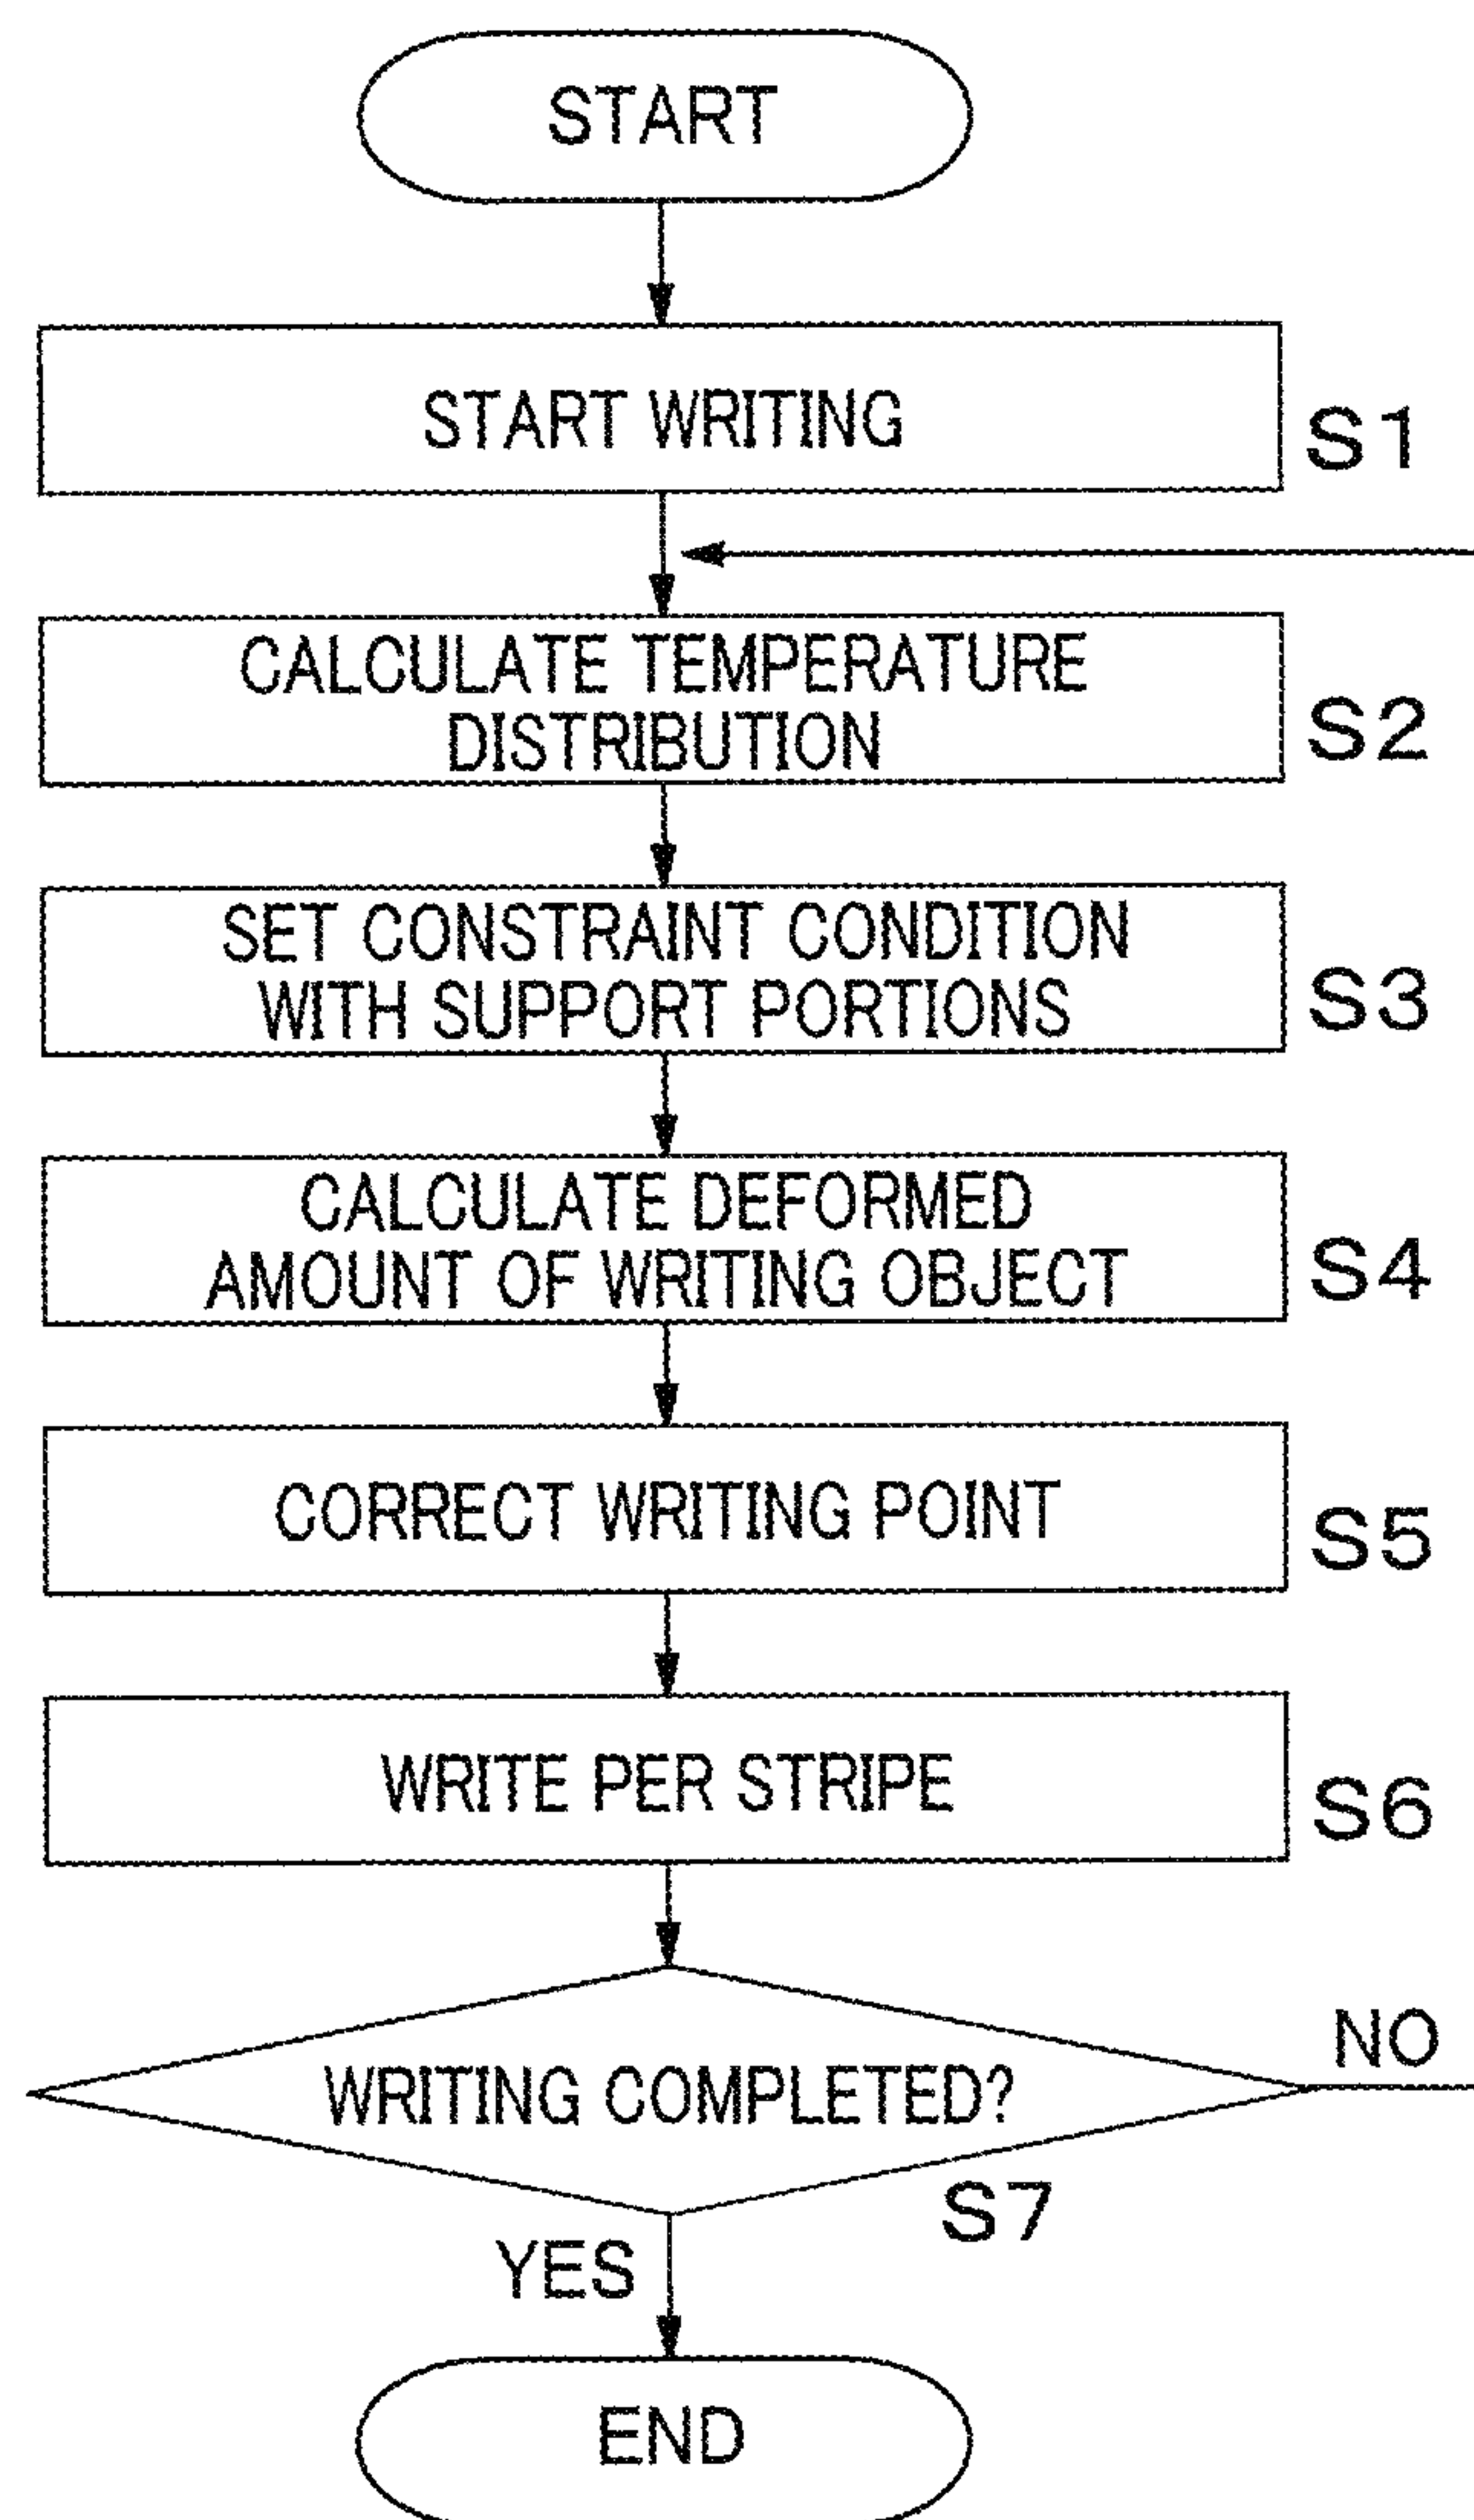 START
START WRITING
S1
CALCULATE TEMPERATURE
DISTRIBUTION
S2
SET CONSTRAINT CONDITION
WITH SUPPORT PORTIONS
S3
CALCULATE DEFORMED
AMOUNT OF WRITING OBJECT
S4
CORRECT WRITING POINT
S5
WRITE PER STRIPE
S6
WRITING COMPLETED?
NO
S7
YES
END